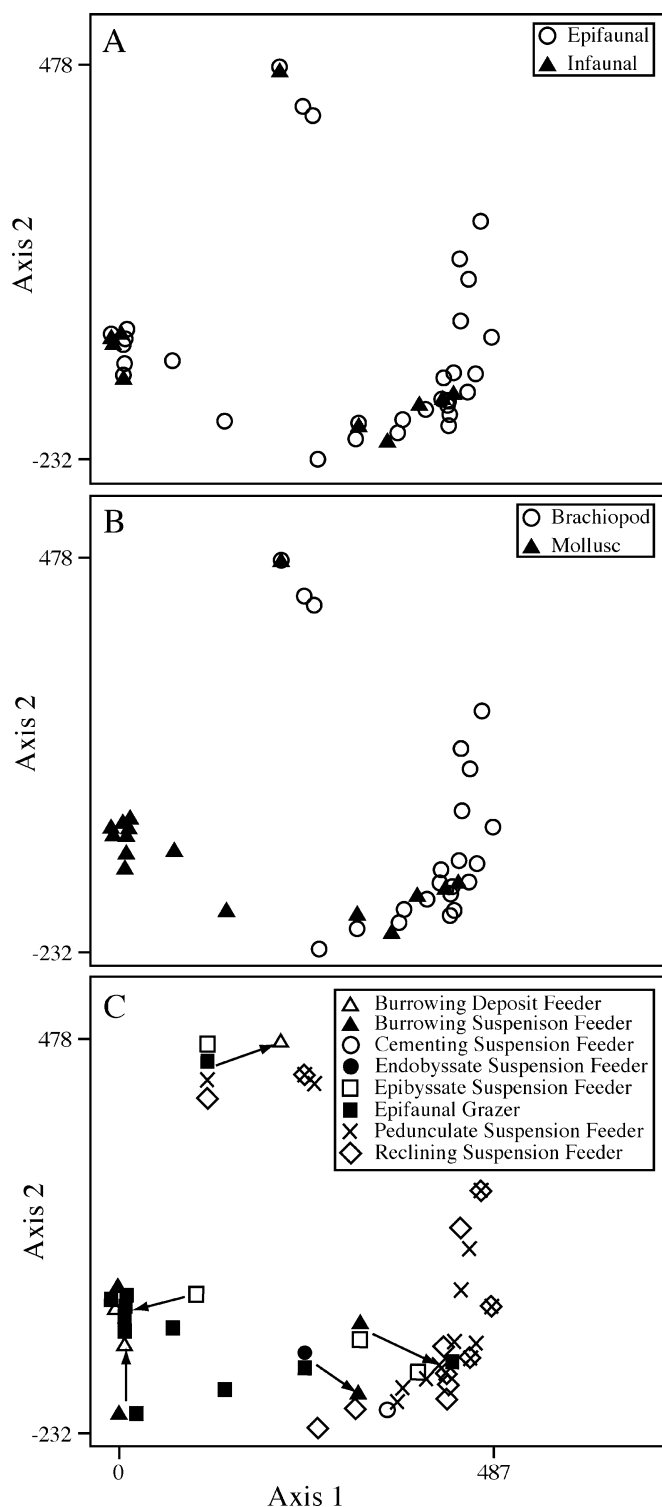 A
Epifaunal
Infaunal
478
Axis 2
-232
B
Brachiopod
Mollusc
478
Axis 2
-232
C
Burrowing Deposit Feeder
Burrowing Suspenison Feeder
Cementing Suspension Feeder
Endobyssate Suspension Feeder
Epibyssate Suspension Feeder
Epifaunal Grazer
Pedunculate Suspension Feeder
Reclining Suspension Feeder
478
Axis 2
-232
0
487
Axis 1